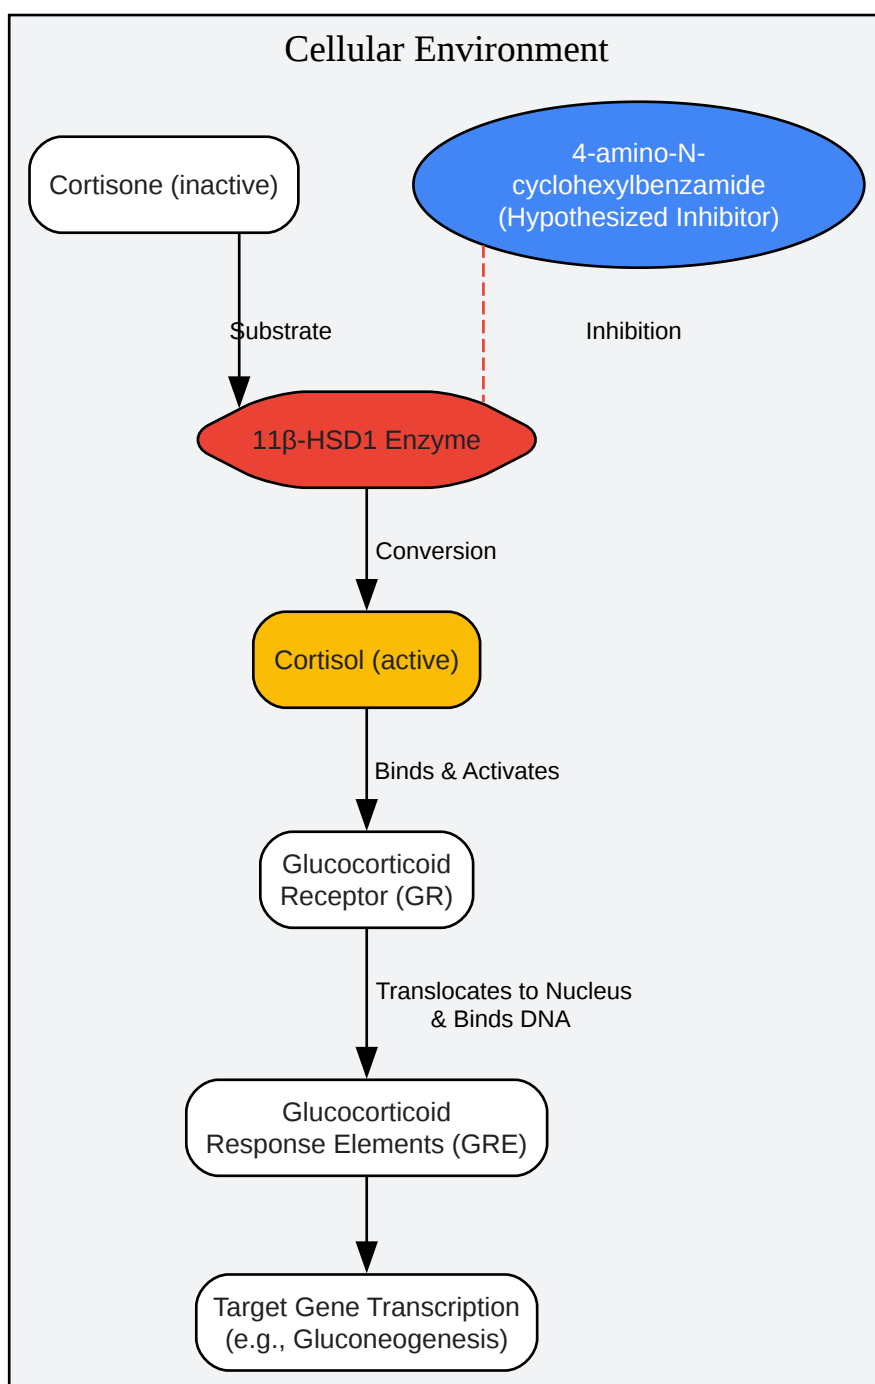 Cellular Environment
Cortisone (inactive)
4-amino-N-
cyclohexylbenzamide
(Hypothesized Inhibitor)
Substrate
Inhibition
11β-HSD1 Enzyme
Conversion
Cortisol (active)
Binds & Activates
Glucocorticoid
Receptor (GR)
Translocates to Nucleus
& Binds DNA
Glucocorticoid
Response Elements (GRE)
Target Gene Transcription
(e.g., Gluconeogenesis)